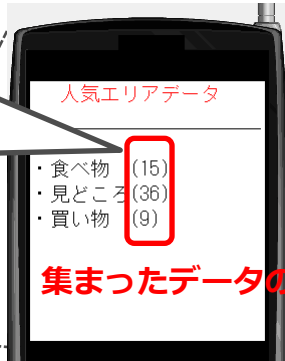 人気エリアデータ
・食べ物 (15)
・見どころ(36)
・買い物 (9)
集まったデータの